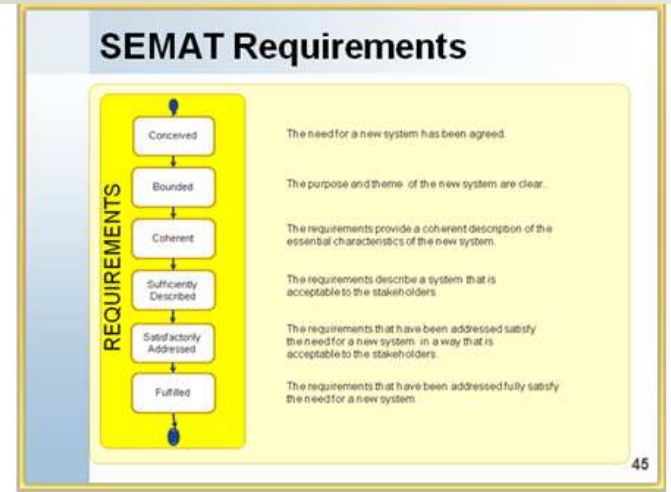 SEMAT Requirements
REQUIREMENTS
Conceived
The need for a new system has been agreed.
Bounded
The purpose and theme of the new system are clear.
Coherent
The requirements provide a coherent description of the
essential characteristics of the new system.
Sufficiently
Described
The requirements describe a system that is
acceptable to the stakeholders.
Satisfactorily
Addressed
The requirements that have been addressed satisfy
the need for a new system in a way that is
acceptable to the stakeholders.
Fulfilled
The requirements that have been addressed fully satisfy
the need for a new system.
45